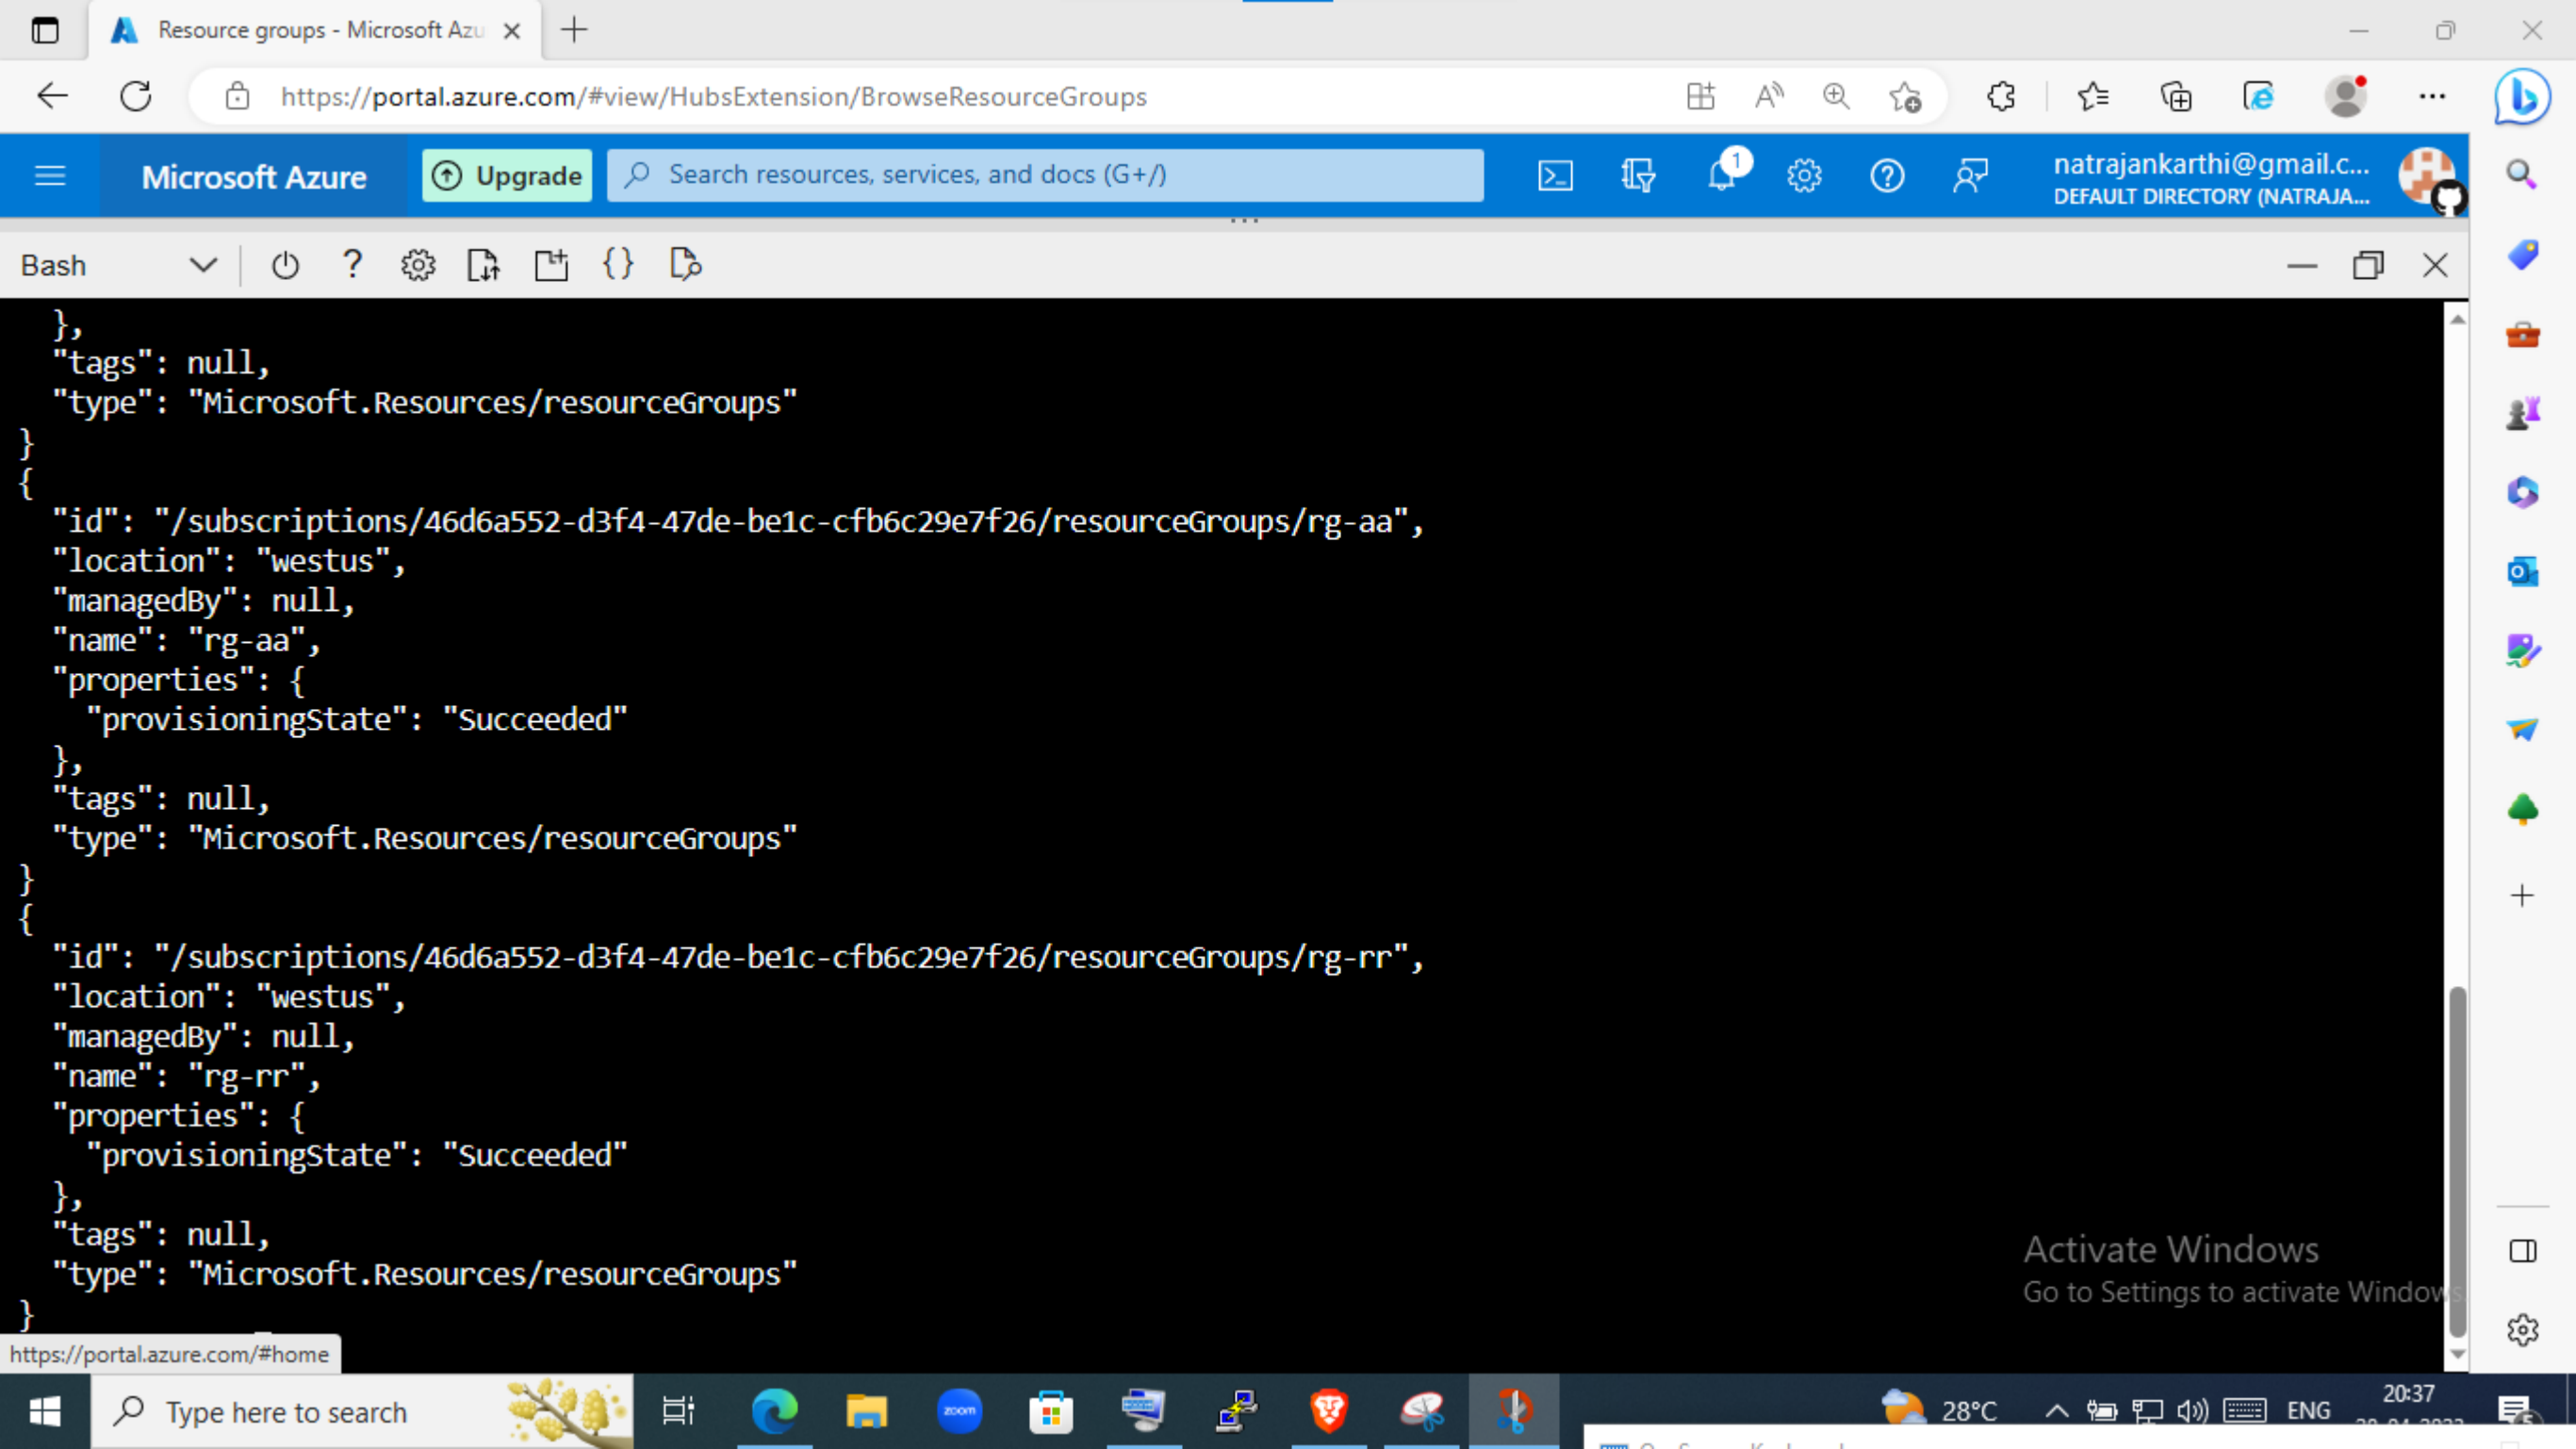 Resource groups - Microsoft Azu
https://portal.azure.com/#view/HubsExtension/BrowseResourceGroups
Microsoft Azure
Upgrade
Search resources, services, and docs (G+/)
1
natrajankarthi@gmail.c...
DEFAULT DIRECTORY (NATRAJA...
Bash
},
"tags": null,
"type": "Microsoft.Resources/resourceGroups"
}
{
"id": "/subscriptions/46d6a552-d3f4-47de-be1c-cfb6c29e7f26/resourceGroups/rg-aa",
"location": "westus",
"managedBy": null,
"name": "rg-aa",
"properties": {
"provisioningState": "Succeeded"
},
"tags": null,
"type": "Microsoft.Resources/resourceGroups"
}
{
"id": "/subscriptions/46d6a552-d3f4-47de-be1c-cfb6c29e7f26/resourceGroups/rg-rr",
"location": "westus",
"managedBy": null,
"name": "rg-rr",
"properties": {
"provisioningState": "Succeeded"
},
"tags": null,
"type": "Microsoft.Resources/resourceGroups"
}
Activate Windows
Go to Settings to activate Windows.
https://portal.azure.com/#home
Type here to search
zoom
28°C
ENG
20:37